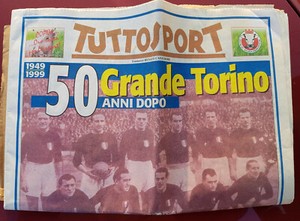 TUTTOSPORT
1949
1999
50 Grande Torino
ANNI DOPO